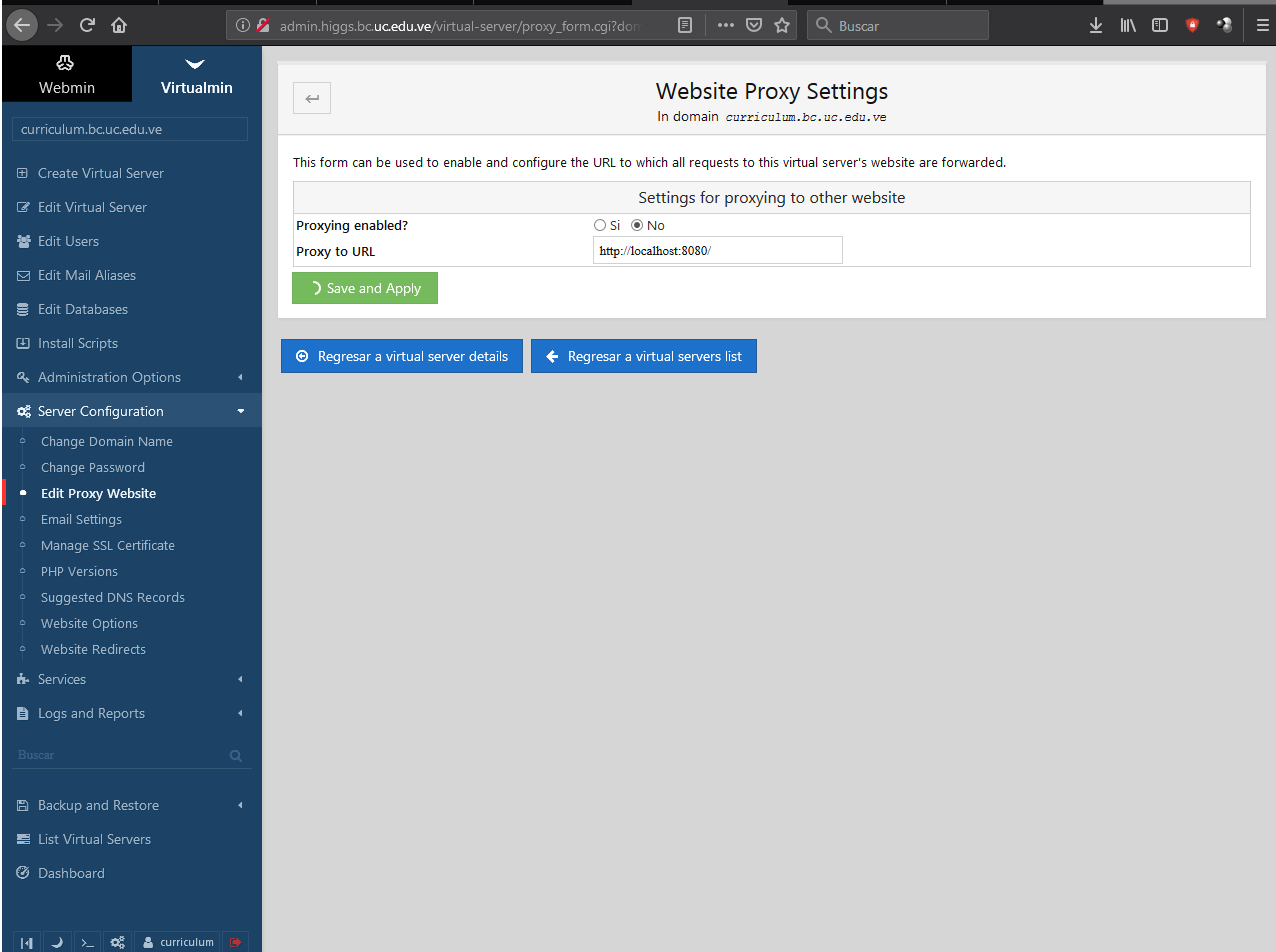 admin.higgs.bc.uc.edu.ve/virtual-server/proxy_form.cgi?don
Buscar
Webmin
Virtualmin
curriculum.bc.uc.edu.ve
Create Virtual Server
Edit Virtual Server
Edit Users
Edit Mail Aliases
Edit Databases
Install Scripts
Administration Options
Server Configuration
Change Domain Name
Change Password
Edit Proxy Website
Email Settings
Manage SSL Certificate
PHP Versions
Suggested DNS Records
Website Options
Website Redirects
Services
Logs and Reports
Buscar
Backup and Restore
List Virtual Servers
Dashboard
curriculum
Website Proxy Settings
In domain curriculum.bc.uc.edu.ve
This form can be used to enable and configure the URL to which all requests to this virtual server's website are forwarded.
Settings for proxying to other website
Proxying enabled? Si No
Proxy to URL http://localhost:8080/
Save and Apply
Regresar a virtual server details
Regresar a virtual servers list